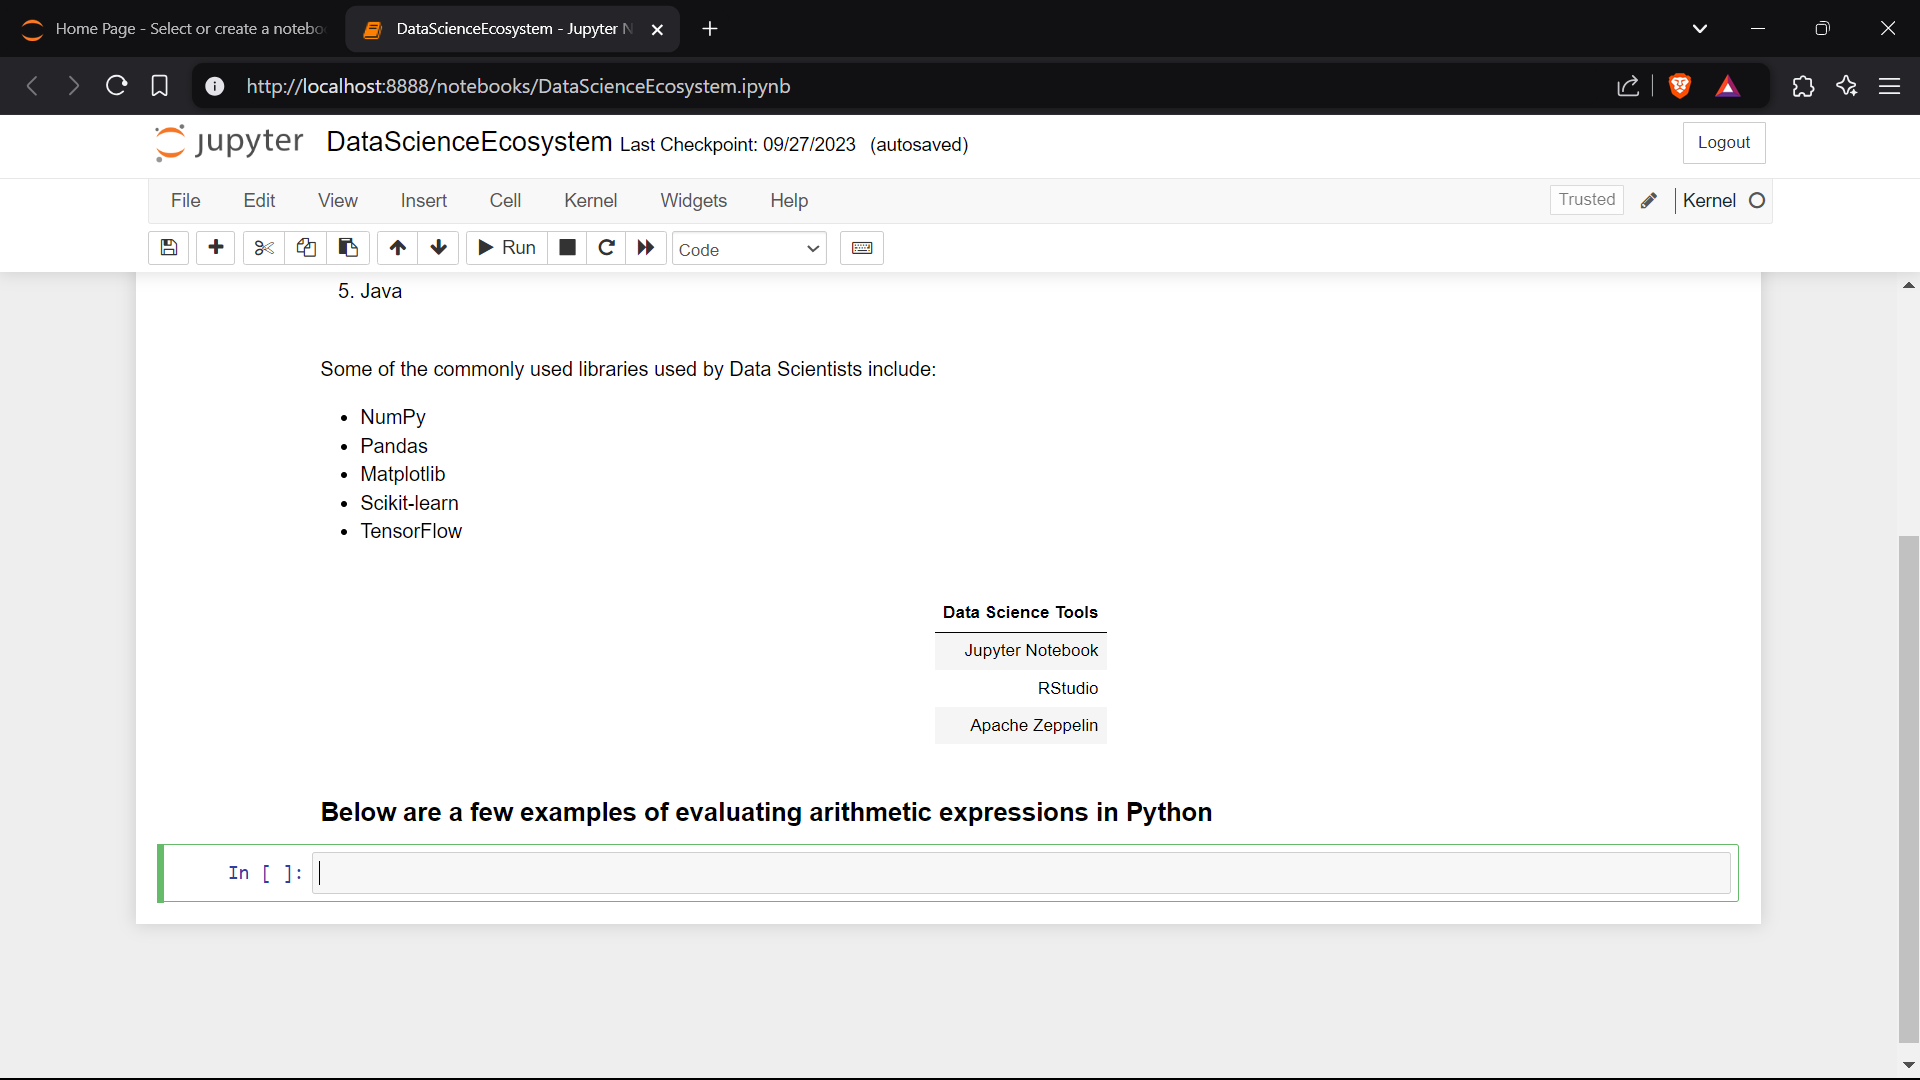 Home Page - Select or create a notebo
DataScienceEcosystem - Jupyter N
http://localhost:8888/notebooks/DataScienceEcosystem.ipynb
jupyter DataScienceEcosystem Last Checkpoint: 09/27/2023 (autosaved)
Logout
File Edit View Insert Cell Kernel Widgets Help
Trusted
Kernel
Run
Code
5. Java
Some of the commonly used libraries used by Data Scientists include:
• NumPy
• Pandas
• Matplotlib
• Scikit-learn
• TensorFlow
Data Science Tools
Jupyter Notebook
RStudio
Apache Zeppelin
Below are a few examples of evaluating arithmetic expressions in Python
In [ ]: